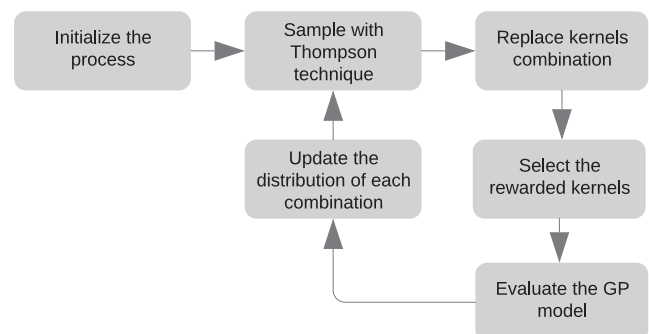 Initialize the
process
Sample with
Thompson
technique
Replace kernels
combination
Select the
rewarded kernels
Evaluate the GP
model
Update the
distribution of each
combination